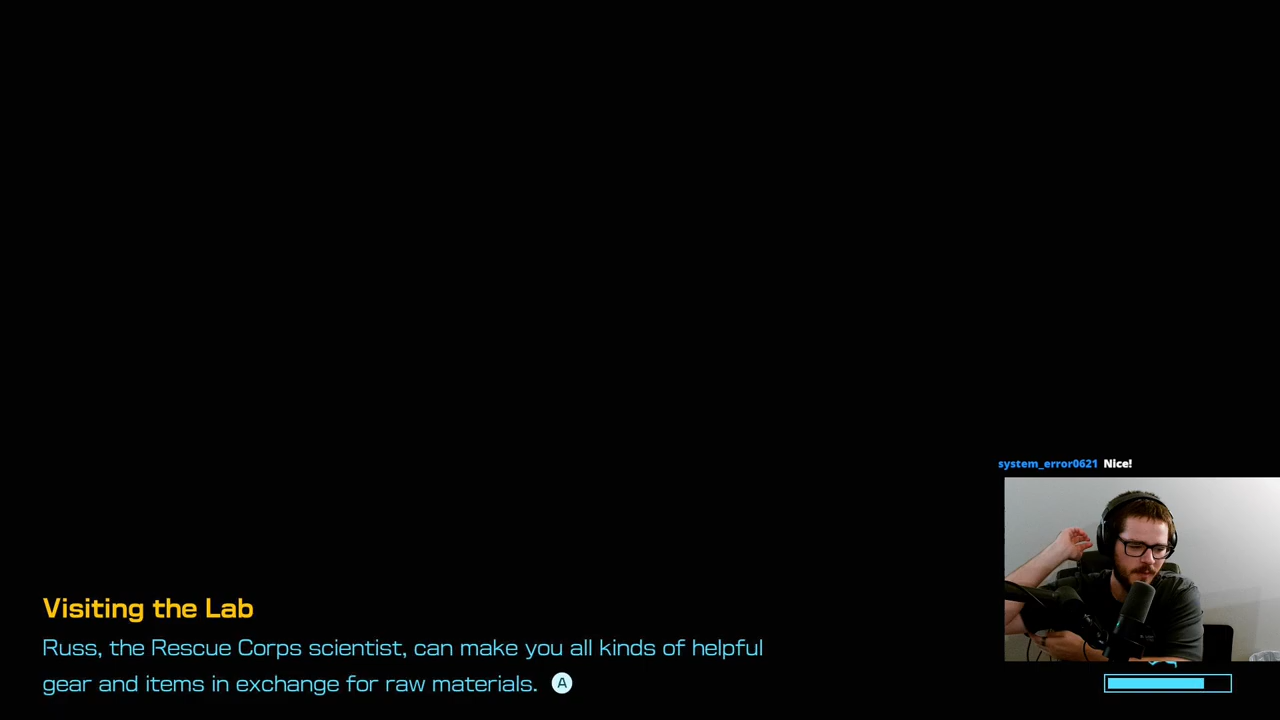 system_error0621 Nice!
Visiting the Lab
Russ, the Rescue Corps scientist, can make you all kinds of helpful
gear and items in exchange for raw materials. A